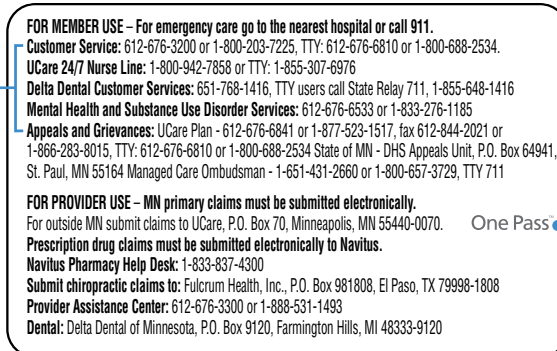 FOR MEMBER USE – For emergency care go to the nearest hospital or call 911.
Customer Service: 612-676-3200 or 1-800-203-7225, TTY: 612-676-6810 or 1-800-688-2534.
UCare 24/7 Nurse Line: 1-800-942-7858 or TTY: 1-855-307-6976
Delta Dental Customer Services: 651-768-1416, TTY users call State Relay 711, 1-855-648-1416
Mental Health and Substance Use Disorder Services: 612-676-6533 or 1-833-276-1185
Appeals and Grievances: UCare Plan - 612-676-6841 or 1-877-523-1517, fax 612-844-2021 or
1-866-283-8015, TTY: 612-676-6810 or 1-800-688-2534 State of MN - DHS Appeals Unit, P.O. Box 64941,
St. Paul, MN 55164 Managed Care Ombudsman - 1-651-431-2660 or 1-800-657-3729, TTY 711
FOR PROVIDER USE – MN primary claims must be submitted electronically.
For outside MN submit claims to UCare, P.O. Box 70, Minneapolis, MN 55440-0070.
One Pass™
Prescription drug claims must be submitted electronically to Navitus.
Navitus Pharmacy Help Desk: 1-833-837-4300
Submit chiropractic claims to: Fulcrum Health, Inc., P.O. Box 981808, El Paso, TX 79998-1808
Provider Assistance Center: 612-676-3300 or 1-888-531-1493
Dental: Delta Dental of Minnesota, P.O. Box 9120, Farmington Hills, MI 48333-9120